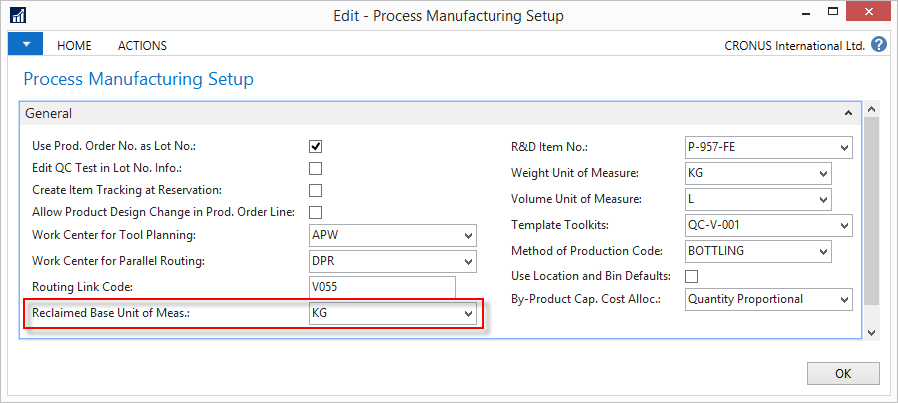 Edit - Process Manufacturing Setup
HOME ACTIONS CRONUS International Ltd. ?
Process Manufacturing Setup
General
Use Prod. Order No. as Lot No.:
Edit QC Test in Lot No. Info.:
Create Item Tracking at Reservation:
Allow Product Design Change in Prod. Order Line:
Work Center for Tool Planning: APW
Work Center for Parallel Routing: DPR
Routing Link Code: V055
Reclaimed Base Unit of Meas.: KG
R&D Item No.: P-957-FE
Weight Unit of Measure: KG
Volume Unit of Measure: L
Template Toolkits: QC-V-001
Method of Production Code: BOTTLING
Use Location and Bin Defaults:
By-Product Cap. Cost Alloc.: Quantity Proportional
OK